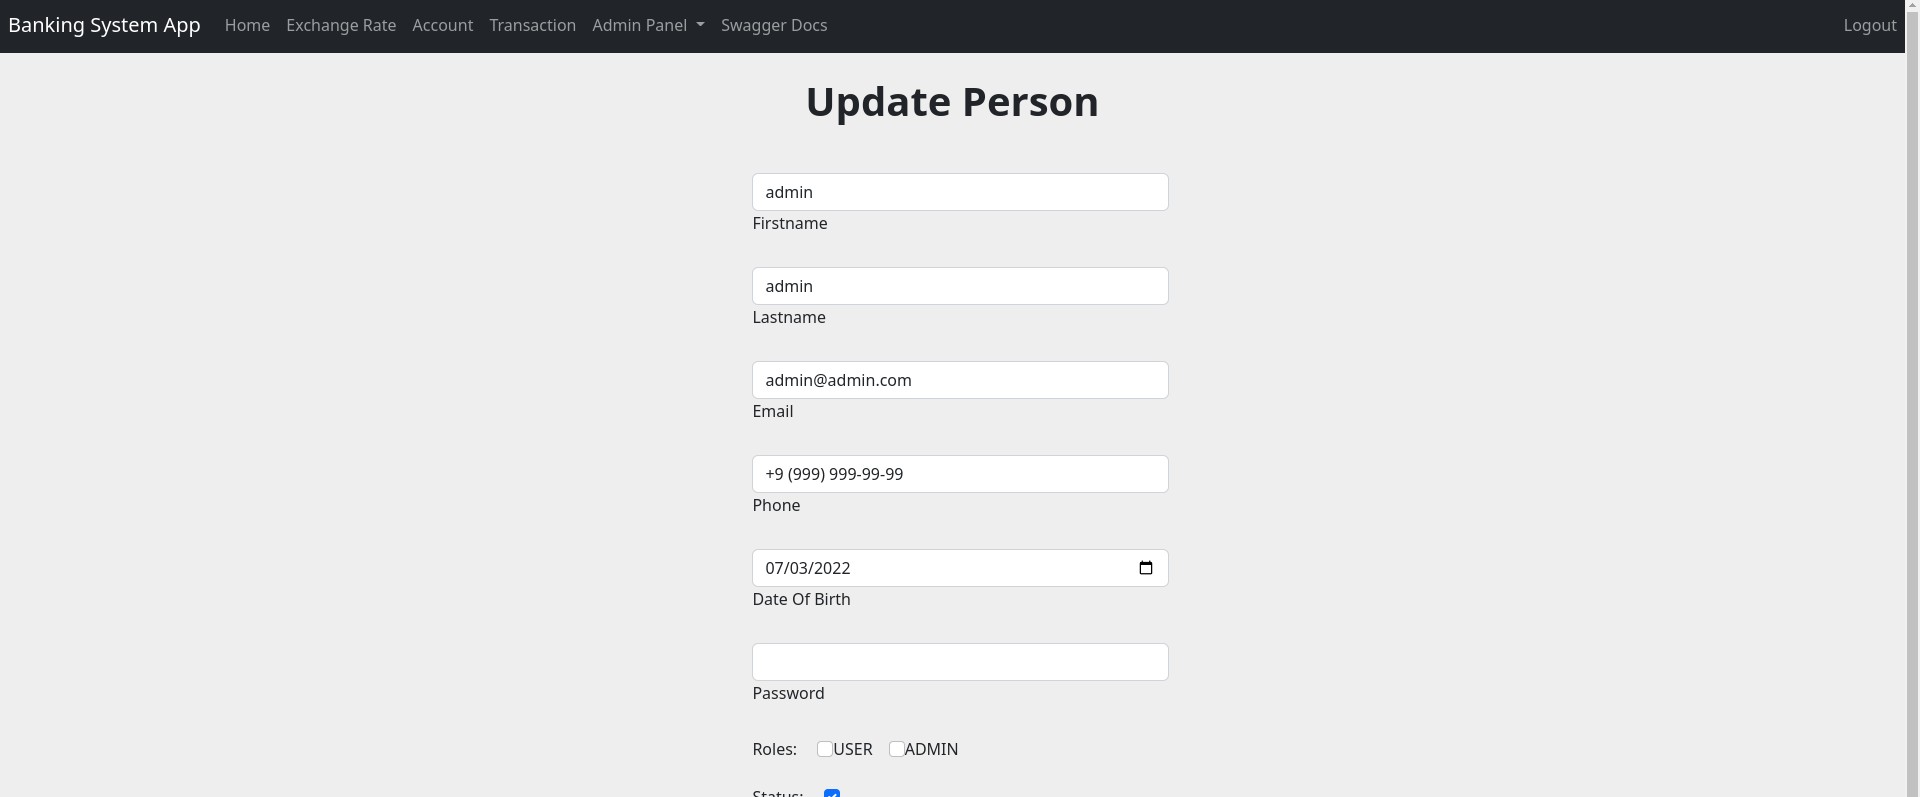 Banking System App Home Exchange Rate Account Transaction Admin Panel Swagger Docs Logout
Update Person
admin
Firstname
admin
Lastname
admin@admin.com
Email
+9 (999) 999-99-99
Phone
07/03/2022
Date Of Birth
Password
Roles: USER ADMIN
Status: